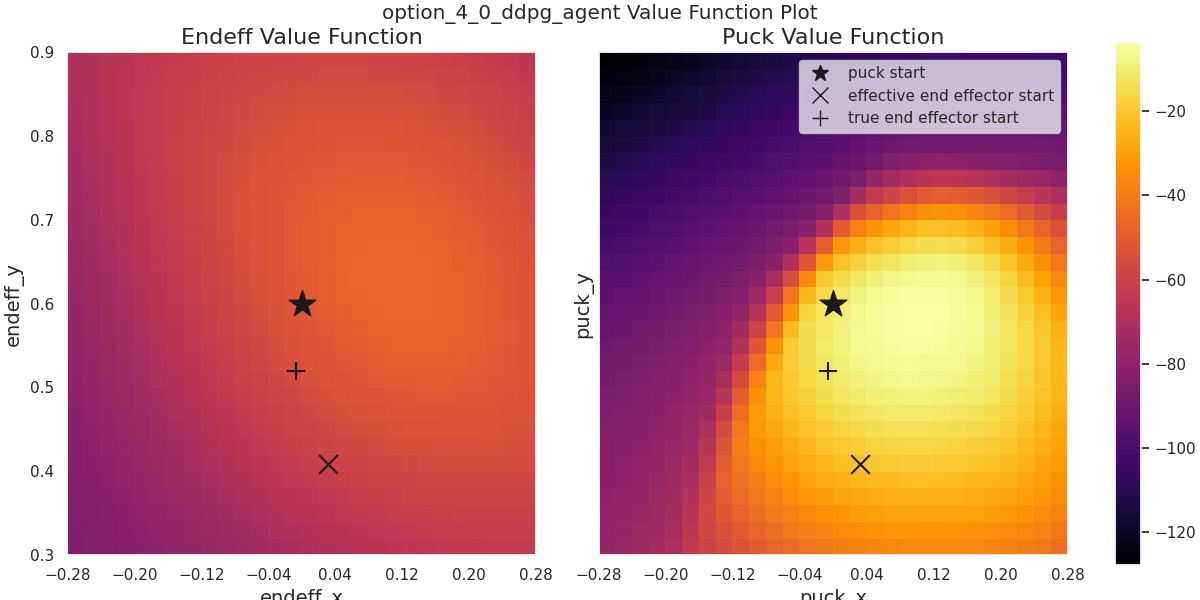 option_4_0_ddpg_agent Value Function Plot
Endeff Value Function
Puck Value Function
puck start
effective end effector start
true end effector start
endeff_y
0.9
0.8
0.7
0.6
0.5
0.4
0.3
puck_y
−20
−40
−60
−80
−100
−120
−0.28 −0.20 −0.12 −0.04 0.04 0.12 0.20 0.28
−0.28 −0.20 −0.12 −0.04 0.04 0.12 0.20 0.28
endeff_x
puck_x